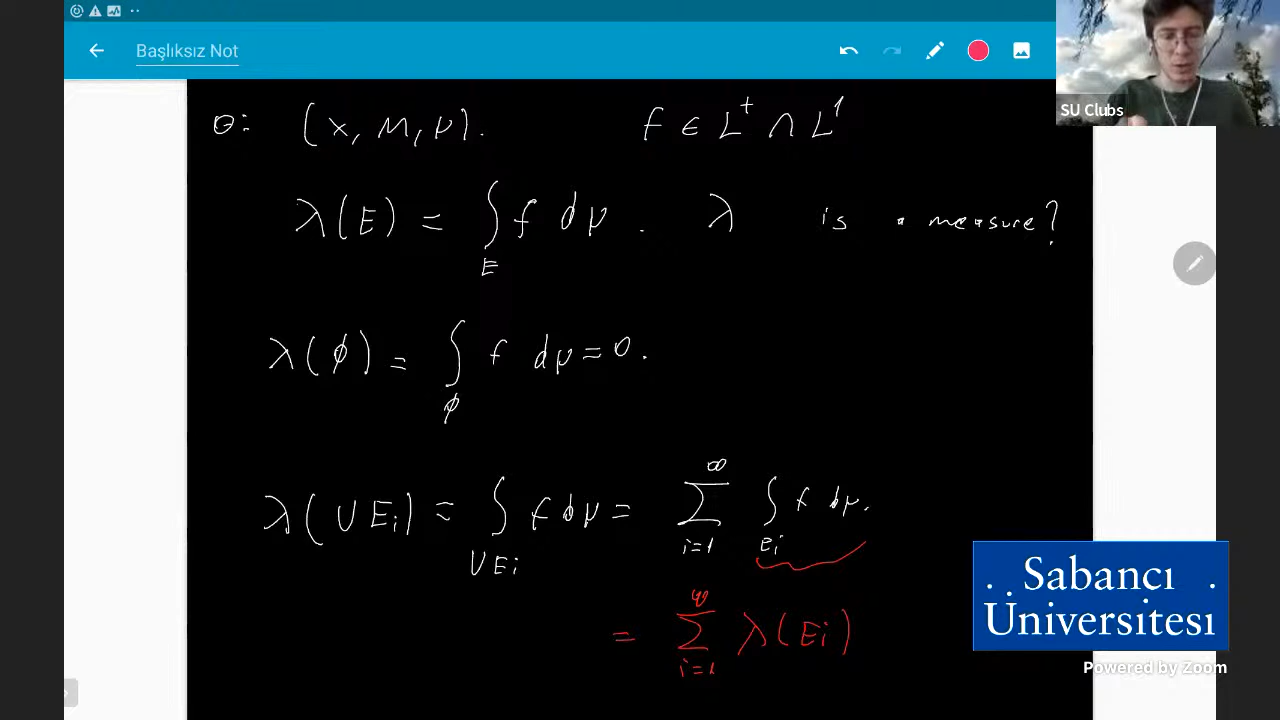 Başlıksız Not
SU Clubs
θ: (X, M, μ). f ∈ L⁺ ∩ L¹
λ(E) = ∫_E f dμ. λ is a measure?
λ(∅) = ∫_∅ f dμ = 0.
λ(∪ Ei) = ∫_{∪ Ei} f dμ = ∑_{i=1}^{∞} ∫_{Ei} f dμ.
= ∑_{i=1}^{∞} λ(Ei)
Sabancı
Üniversitesi
Powered by Zoom